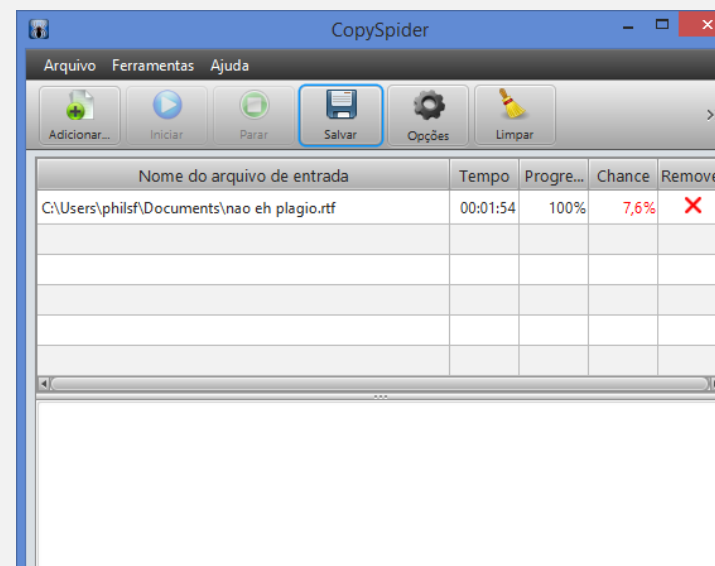 CopySpider
Arquivo Ferramentas Ajuda
Adicionar... Iniciar Parar Salvar Opções Limpar
Nome do arquivo de entrada Tempo Progre... Chance Remove
C:\Users\philsf\Documents\nao eh plagio.rtf 00:01:54 100% 7,6%